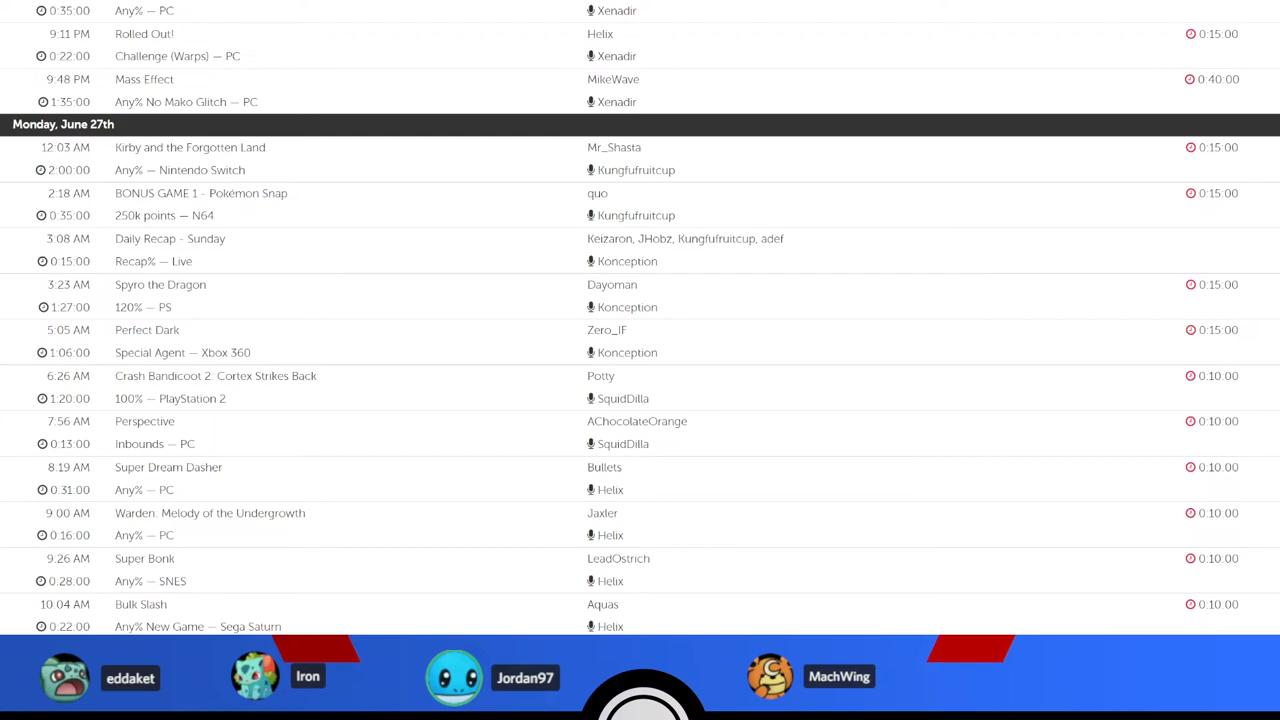 0:35:00 Any% — PC Xenadir
9:11 PM Rolled Out! Helix 0:15:00
0:22:00 Challenge (Warps) — PC Xenadir
9:48 PM Mass Effect MikeWave 0:40:00
1:35:00 Any% No Mako Glitch — PC Xenadir
Monday, June 27th
12:03 AM Kirby and the Forgotten Land Mr_Shasta 0:15:00
2:00:00 Any% — Nintendo Switch Kungfufruitcup
2:18 AM BONUS GAME 1 - Pokémon Snap quo 0:15:00
0:35:00 250k points — N64 Kungfufruitcup
3:08 AM Daily Recap - Sunday Keizaron, JHobz, Kungfufruitcup, adef
0:15:00 Recap% — Live Konception
3:23 AM Spyro the Dragon Dayoman 0:15:00
1:27:00 120% — PS Konception
5:05 AM Perfect Dark Zero_IF 0:15:00
1:06:00 Special Agent — Xbox 360 Konception
6:26 AM Crash Bandicoot 2: Cortex Strikes Back Potty 0:10:00
1:20:00 100% — PlayStation 2 SquidDilla
7:56 AM Perspective AChocolateOrange 0:10:00
0:13:00 Inbounds — PC SquidDilla
8:19 AM Super Dream Dasher Bullets 0:10:00
0:31:00 Any% — PC Helix
9:00 AM Warden: Melody of the Undergrowth Jaxler 0:10:00
0:16:00 Any% — PC Helix
9:26 AM Super Bonk LeadOstrich 0:10:00
0:28:00 Any% — SNES Helix
10:04 AM Bulk Slash Aquas 0:10:00
0:22:00 Any% New Game — Sega Saturn Helix
eddaket Iron Jordan97 MachWing